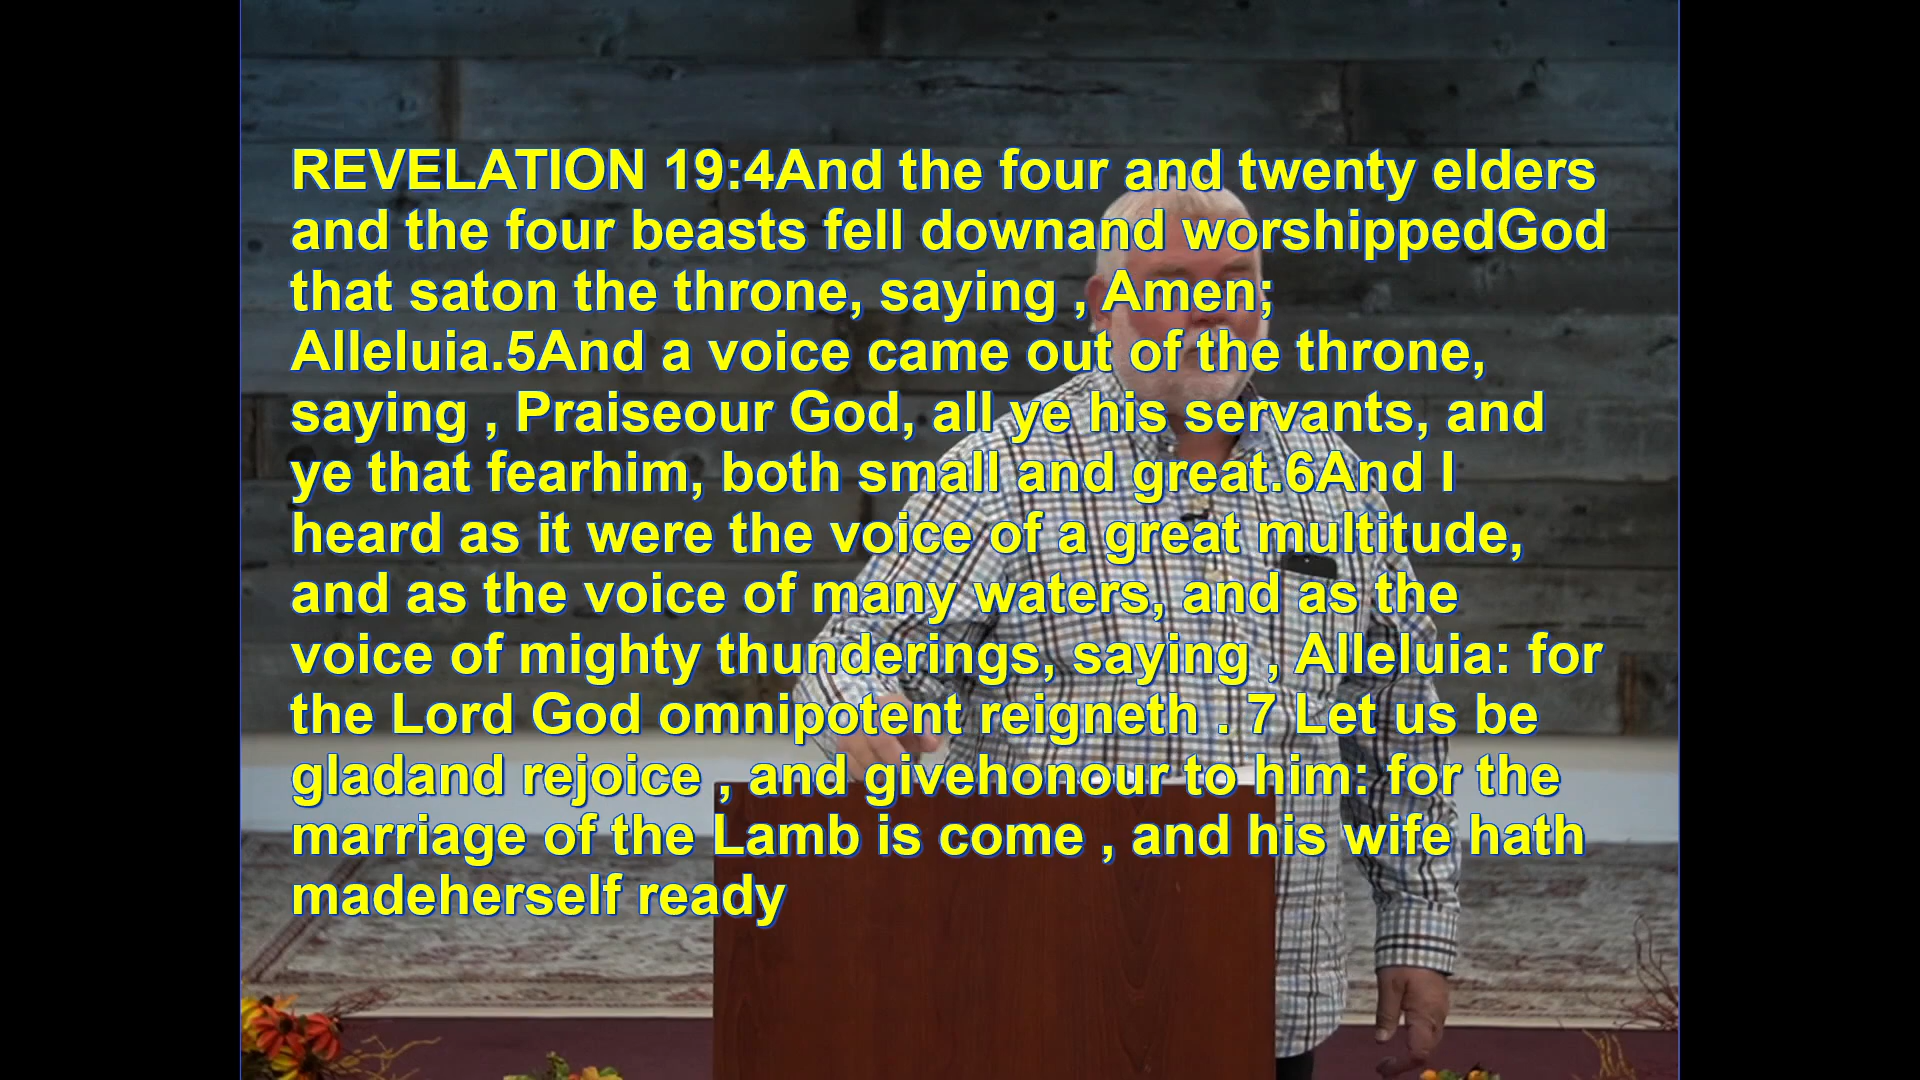 REVELATION 19:4And the four and twenty elders
and the four beasts fell downand worshippedGod
that saton the throne, saying , Amen;
Alleluia.5And a voice came out of the throne,
saying , Praiseour God, all ye his servants, and
ye that fearhim, both small and great.6And I
heard as it were the voice of a great multitude,
and as the voice of many waters, and as the
voice of mighty thunderings, saying , Alleluia: for
the Lord God omnipotent reigneth . 7 Let us be
gladand rejoice , and givehonour to him: for the
marriage of the Lamb is come , and his wife hath
madeherself ready